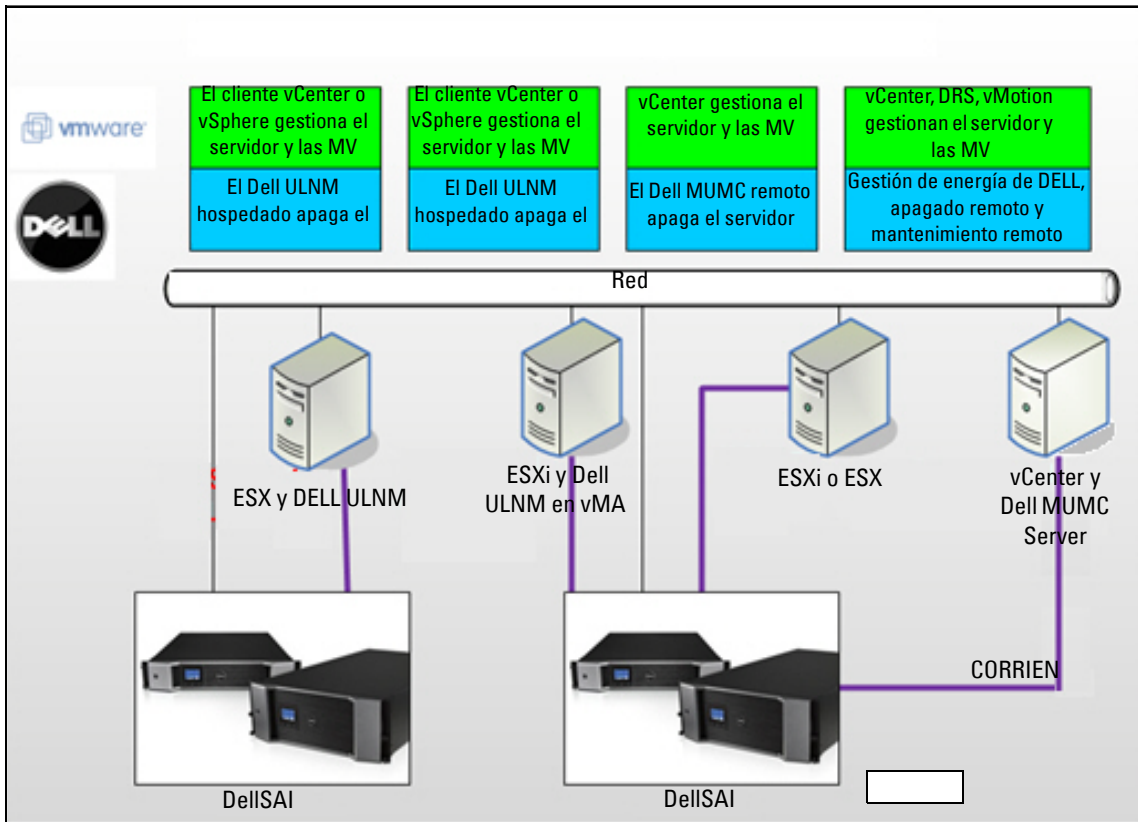 El cliente vCenter o
vSphere gestiona el
servidor y las MV
El cliente vCenter o
vSphere gestiona el
servidor y las MV
vCenter gestiona el
servidor y las MV
vCenter, DRS, vMotion
gestionan el servidor y
las MV
vmware
El Dell ULNM
hospedado apaga el
El Dell ULNM
hospedado apaga el
El Dell MUMC remoto
apaga el servidor
Gestión de energía de DELL,
apagado remoto y
mantenimiento remoto
DELL
Red
ESX y DELL ULNM
ESXi y Dell
ULNM en vMA
ESXi o ESX
vCenter y
Dell MUMC
Server
CORRIEN
DellSAI
DellSAI